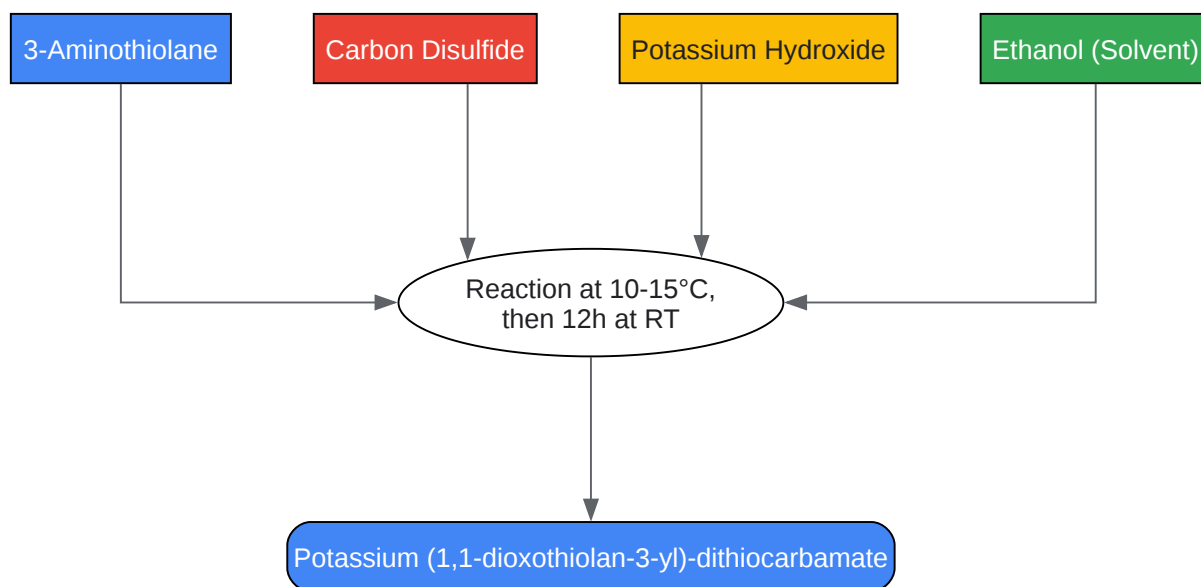 3-Aminothiolane
Carbon Disulfide
Potassium Hydroxide
Ethanol (Solvent)
Reaction at 10-15°C,
then 12h at RT
Potassium (1,1-dioxothiolan-3-yl)-dithiocarbamate